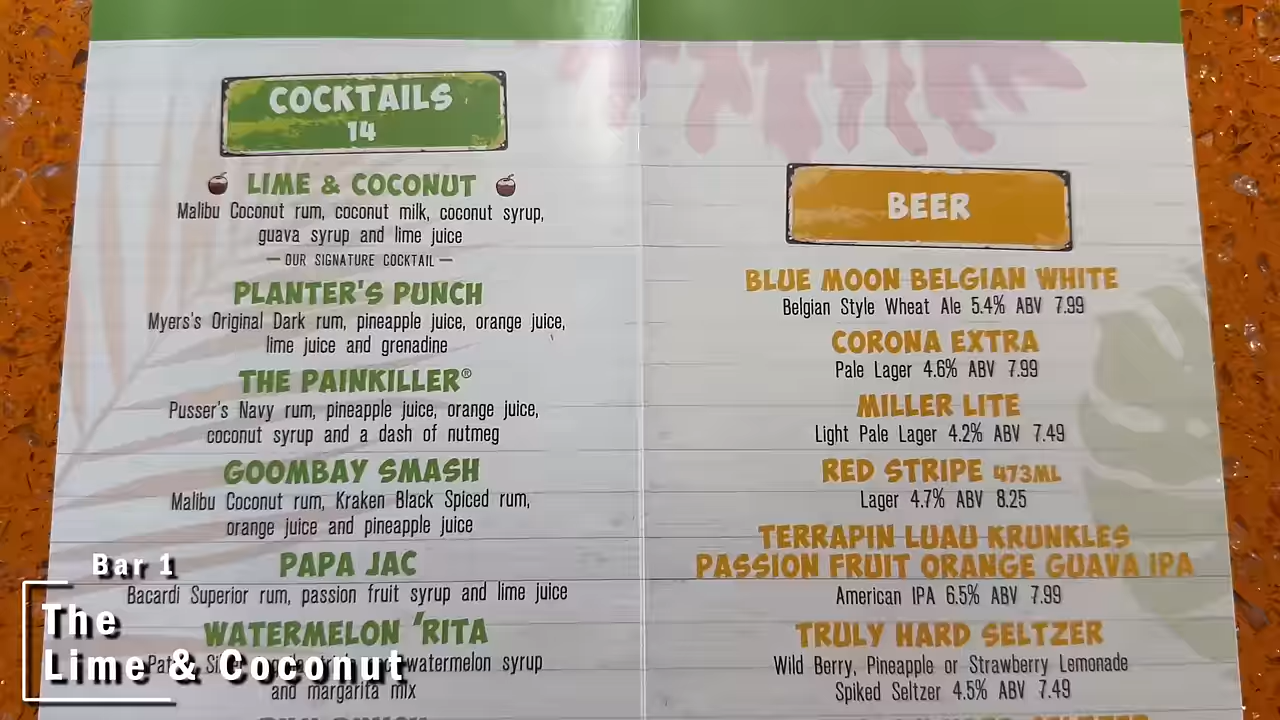 COCKTAILS
14
LIME & COCONUT
Malibu Coconut rum, coconut milk, coconut syrup,
guava syrup and lime juice
— OUR SIGNATURE COCKTAIL —
PLANTER'S PUNCH
Myers's Original Dark rum, pineapple juice, orange juice,
lime juice and grenadine
THE PAINKILLER®
Pusser's Navy rum, pineapple juice, orange juice,
coconut syrup and a dash of nutmeg
GOOMBAY SMASH
Malibu Coconut rum, Kraken Black Spiced rum,
orange juice and pineapple juice
PAPA JAC
Bacardi Superior rum, passion fruit syrup and lime juice
WATERMELON 'RITA
watermelon syrup
and margarita mix
BEER
BLUE MOON BELGIAN WHITE
Belgian Style Wheat Ale 5.4% ABV 7.99
CORONA EXTRA
Pale Lager 4.6% ABV 7.99
MILLER LITE
Light Pale Lager 4.2% ABV 7.49
RED STRIPE 473ML
Lager 4.7% ABV 8.25
TERRAPIN LUAU KRUNKLES
PASSION FRUIT ORANGE GUAVA IPA
American IPA 6.5% ABV 7.99
TRULY HARD SELTZER
Wild Berry, Pineapple or Strawberry Lemonade
Spiked Seltzer 4.5% ABV 7.49
Bar 1
The
Lime & Coconut